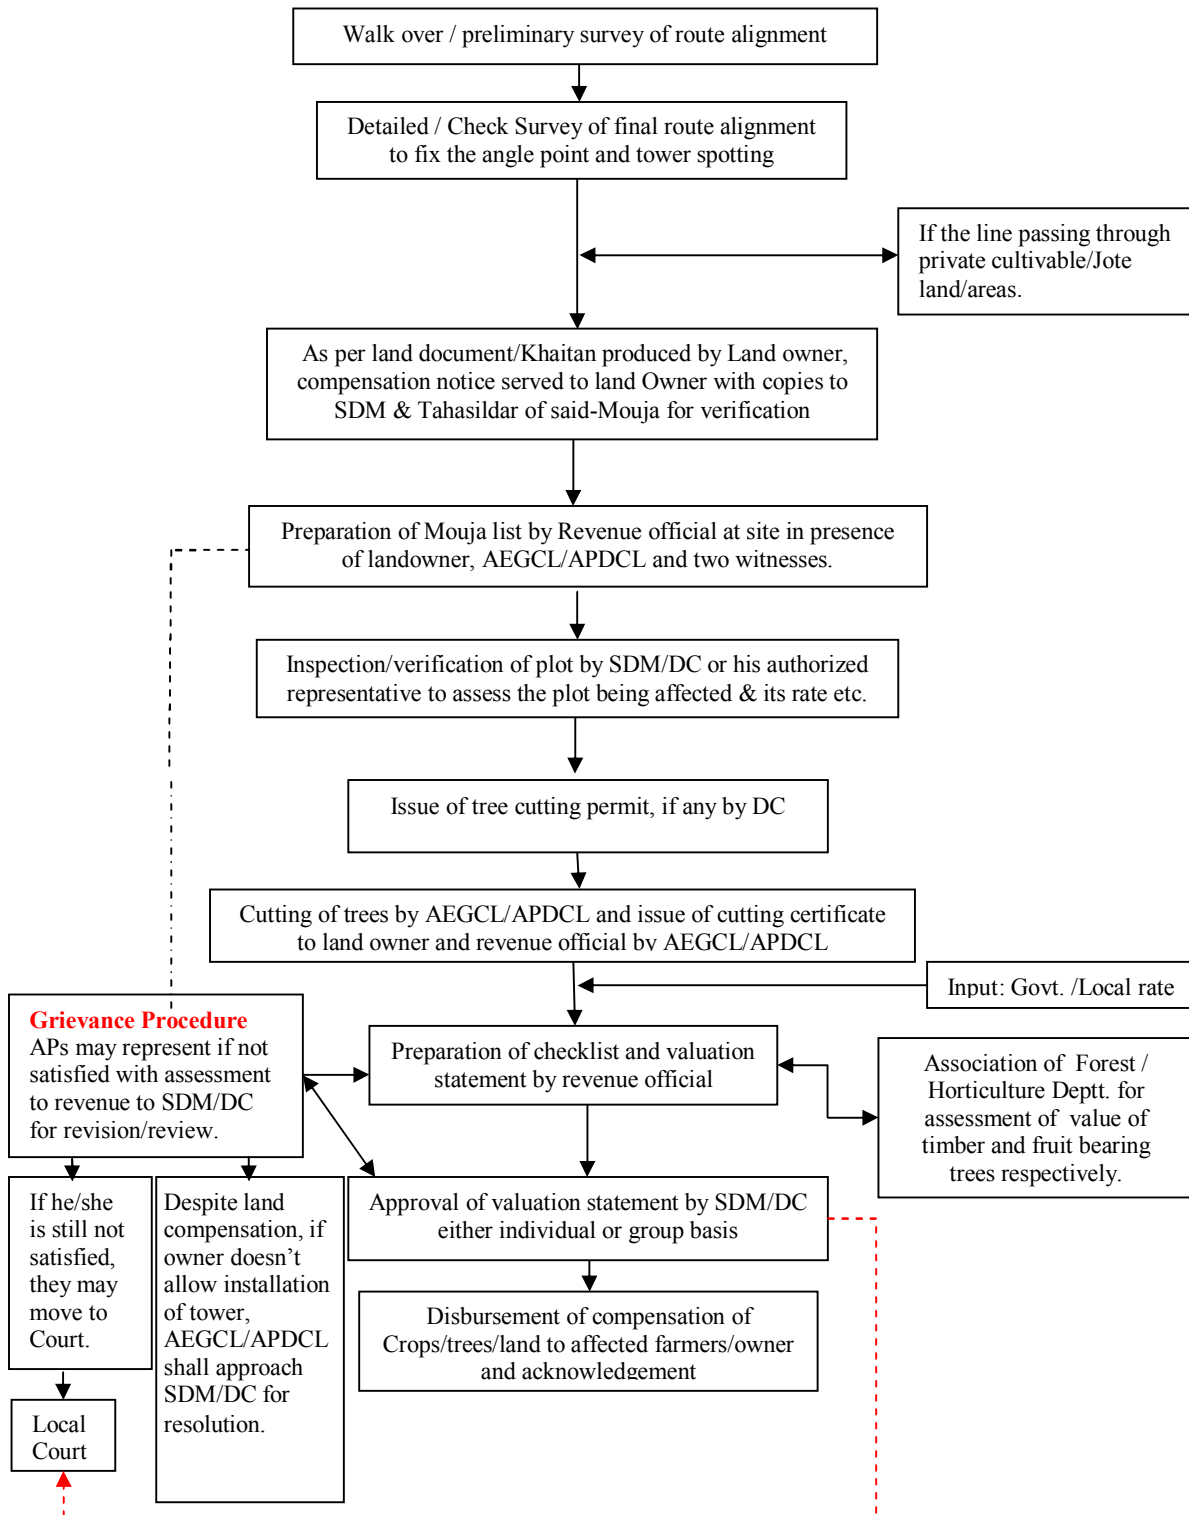 Walk over / preliminary survey of route alignment
Detailed / Check Survey of final route alignment
to fix the angle point and tower spotting
If the line passing through
private cultivable/Jote
land/areas.
As per land document/Khaitan produced by Land owner,
compensation notice served to land Owner with copies to
SDM & Tahasildar of said-Mouja for verification
Preparation of Mouja list by Revenue official at site in presence
of landowner, AEGCL/APDCL and two witnesses.
Inspection/verification of plot by SDM/DC or his authorized
representative to assess the plot being affected & its rate etc.
Issue of tree cutting permit, if any by DC
Cutting of trees by AEGCL/APDCL and issue of cutting certificate
to land owner and revenue official by AEGCL/APDCL
Input: Govt. /Local rate
Grievance Procedure
APs may represent if not
satisfied with assessment
to revenue to SDM/DC
for revision/review.
Preparation of checklist and valuation
statement by revenue official
Association of Forest /
Horticulture Deptt. for
assessment of value of
timber and fruit bearing
trees respectively.
If he/she
is still not
satisfied,
they may
move to
Court.
Despite land
compensation, if
owner doesn't
allow installation
of tower,
AEGCL/APDCL
shall approach
SDM/DC for
resolution.
Approval of valuation statement by SDM/DC
either individual or group basis
Disbursement of compensation of
Crops/trees/land to affected farmers/owner
and acknowledgement
Local
Court